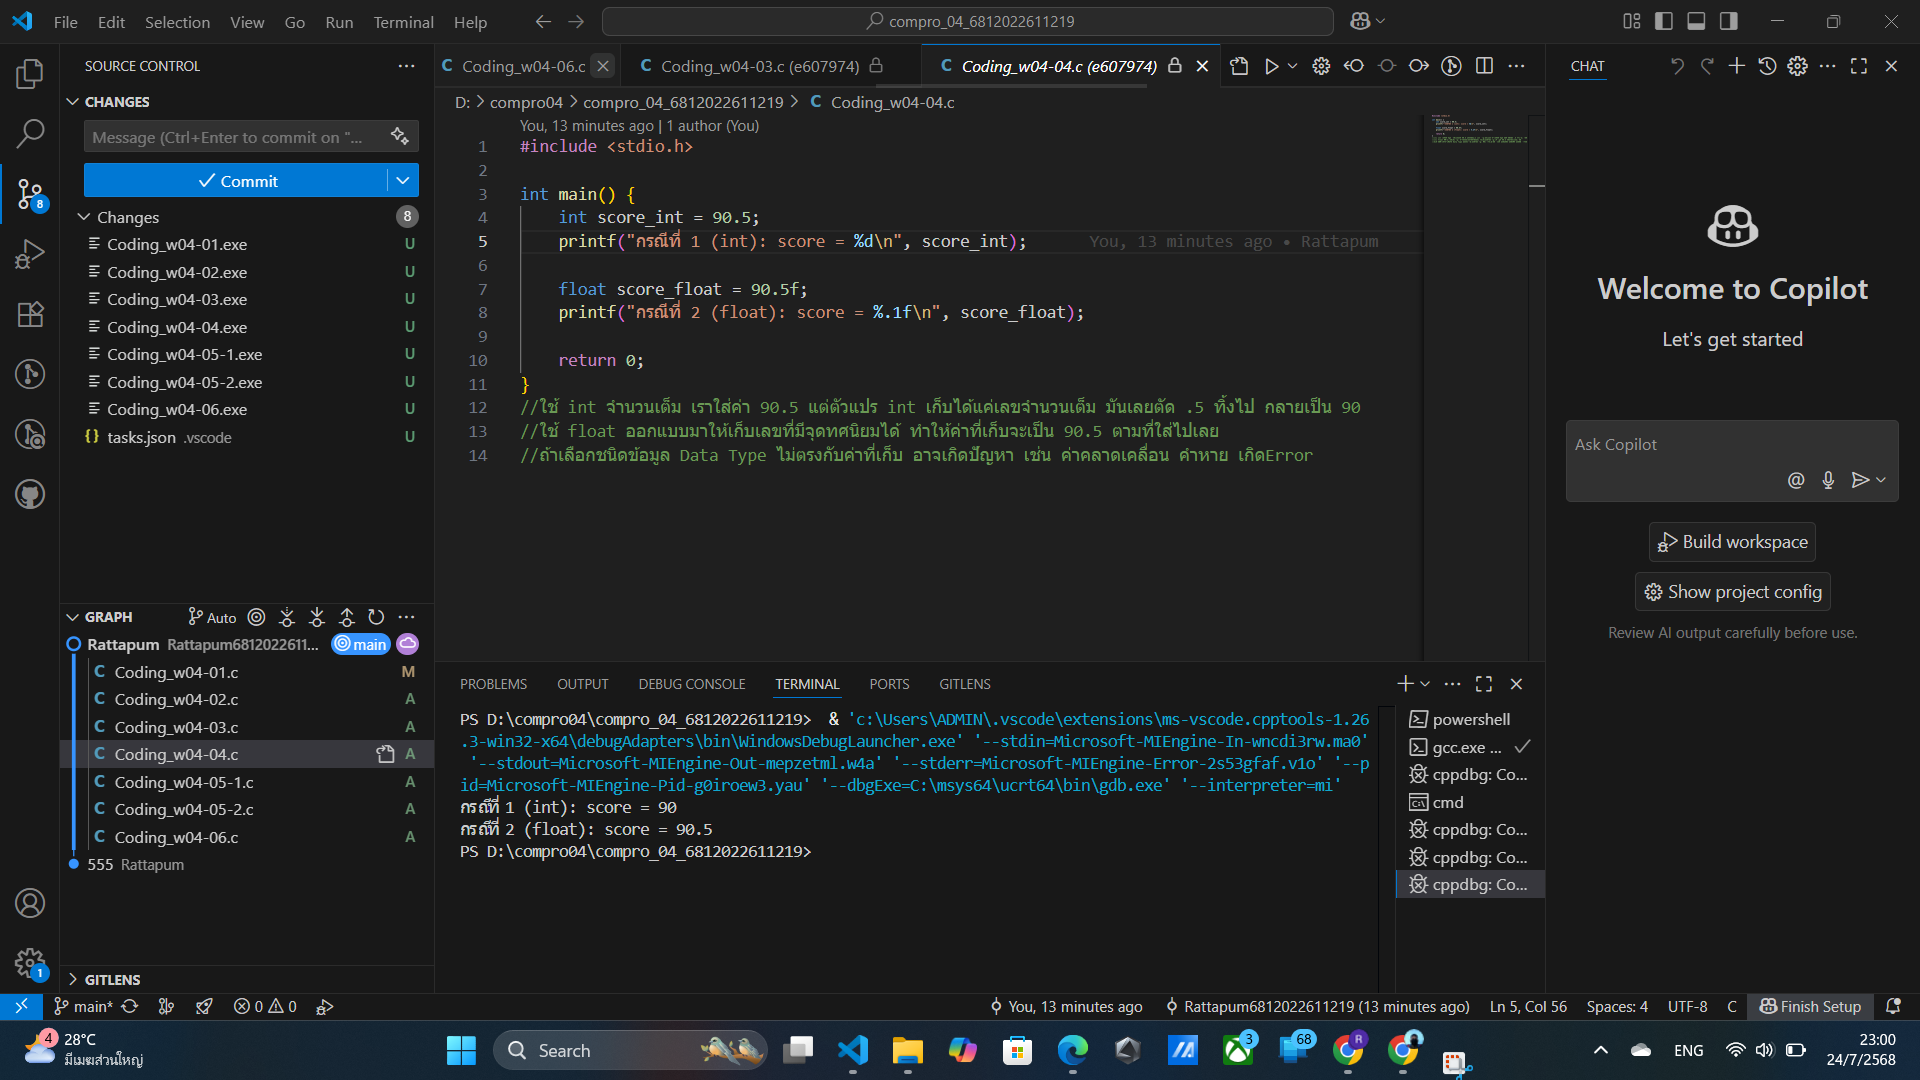 File Edit Selection View Go Run Terminal Help
compro_04_6812022611219
SOURCE CONTROL
CHANGES
Message (Ctrl+Enter to commit on "...
Commit
Changes 8
Coding_w04-01.exe U
Coding_w04-02.exe U
Coding_w04-03.exe U
Coding_w04-04.exe U
Coding_w04-05-1.exe U
Coding_w04-05-2.exe U
Coding_w04-06.exe U
tasks.json .vscode U
8
1
GRAPH Auto
Rattapum Rattapum6812022611... main
Coding_w04-01.c M
Coding_w04-02.c A
Coding_w04-03.c A
Coding_w04-04.c A
Coding_w04-05-1.c A
Coding_w04-05-2.c A
Coding_w04-06.c A
555 Rattapum
GITLENS
C Coding_w04-06.c C Coding_w04-03.c (e607974) C Coding_w04-04.c (e607974)
D: > compro04 > compro_04_6812022611219 > C Coding_w04-04.c
You, 13 minutes ago | 1 author (You)
1 #include <stdio.h>
2
3 int main() {
4 int score_int = 90.5;
5 printf("กรณีที่ 1 (int): score = %d\n", score_int); You, 13 minutes ago • Rattapum
6
7 float score_float = 90.5f;
8 printf("กรณีที่ 2 (float): score = %.1f\n", score_float);
9
10 return 0;
11 }
12 //ใช้ int จำนวนเต็ม เราใส่ค่า 90.5 แต่ตัวแปร int เก็บได้แค่เลขจำนวนเต็ม มันเลยตัด .5 ทิ้งไป กลายเป็น 90
13 //ใช้ float ออกแบบมาให้เก็บเลขที่มีจุดทศนิยมได้ ทำให้ค่าที่เก็บจะเป็น 90.5 ตามที่ใส่ไปเลย
14 //ถ้าเลือกชนิดข้อมูล Data Type ไม่ตรงกับค่าที่เก็บ อาจเกิดปัญหา เช่น ค่าคลาดเคลื่อน ค่าหาย เกิดError
PROBLEMS OUTPUT DEBUG CONSOLE TERMINAL PORTS GITLENS
PS D:\compro04\compro_04_6812022611219> & 'c:\Users\ADMIN\.vscode\extensions\ms-vscode.cpptools-1.26
.3-win32-x64\debugAdapters\bin\WindowsDebugLauncher.exe' '--stdin=Microsoft-MIEngine-In-wncdi3rw.ma0'
'--stdout=Microsoft-MIEngine-Out-mepzetml.w4a' '--stderr=Microsoft-MIEngine-Error-2s53gfaf.v1o' '--p
id=Microsoft-MIEngine-Pid-g0iroew3.yau' '--dbgExe=C:\msys64\ucrt64\bin\gdb.exe' '--interpreter=mi'
กรณีที่ 1 (int): score = 90
กรณีที่ 2 (float): score = 90.5
PS D:\compro04\compro_04_6812022611219>
powershell
gcc.exe ...
cppdbg: Co...
cmd
cppdbg: Co...
cppdbg: Co...
cppdbg: Co...
CHAT
Welcome to Copilot
Let's get started
Ask Copilot
Build workspace
Show project config
Review AI output carefully before use.
main* 0 0 You, 13 minutes ago Rattapum6812022611219 (13 minutes ago) Ln 5, Col 56 Spaces: 4 UTF-8 C Finish Setup
4 28°C
มีเมฆส่วนใหญ่
Search
3 68 R
ENG
23:00
24/7/2568